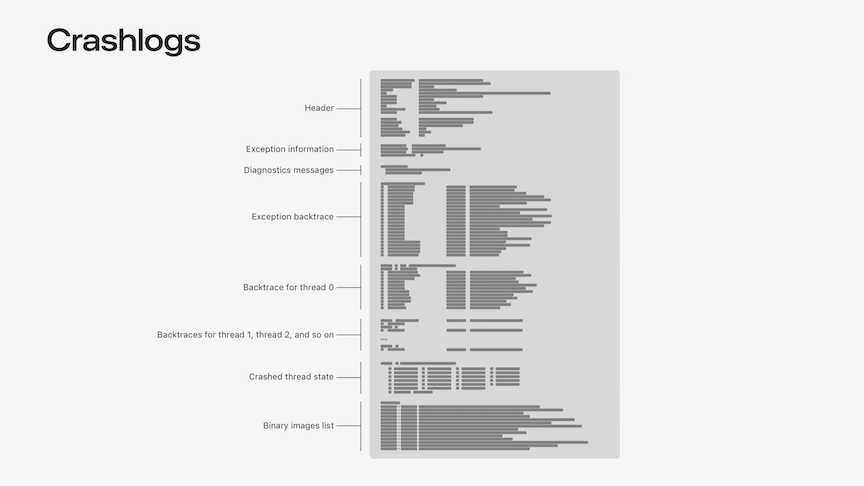 Crashlogs
Header
Exception information
Diagnostics messages
Exception backtrace
Backtrace for thread 0
Backtraces for thread 1, thread 2, and so on
...
Crashed thread state
Binary images list